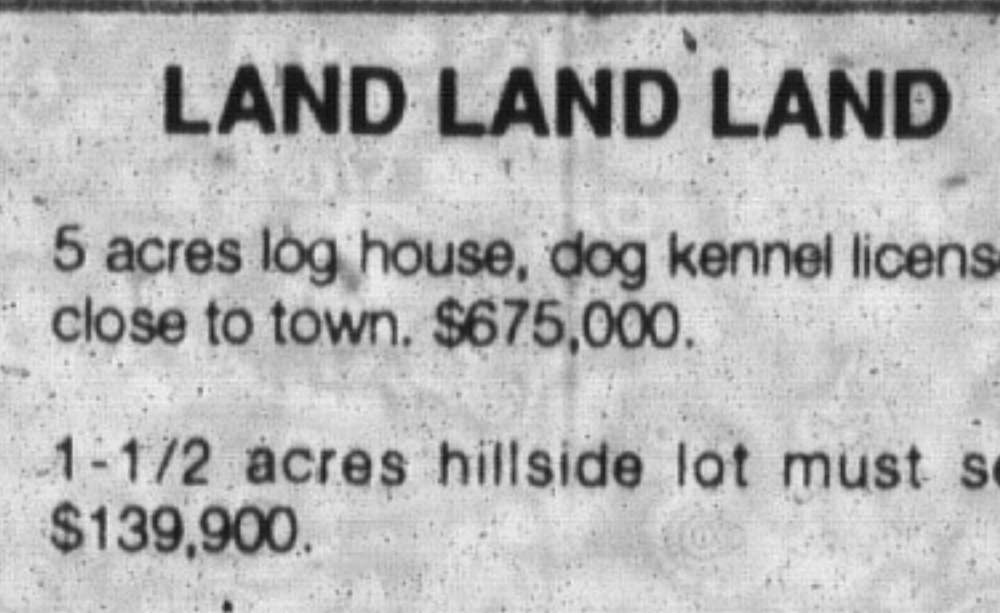 LAND LAND LAND
5 acres log house, dog kennel
close to town. $675,000.
1-1/2 acres hillside lot must
$139,900.